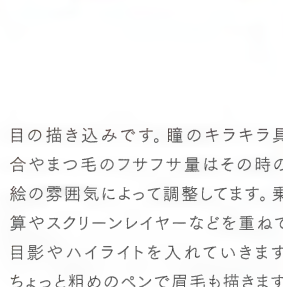 目の描き込みです。瞳のキラキラ具
合やまつ毛のフサフサ量はその時の
絵の雰囲気によって調整してます。乗
算やスクリーンレイヤーなどを重ねて
目影やハイライトを入れていきます
ちょっと粗めのペンで眉毛も描きます